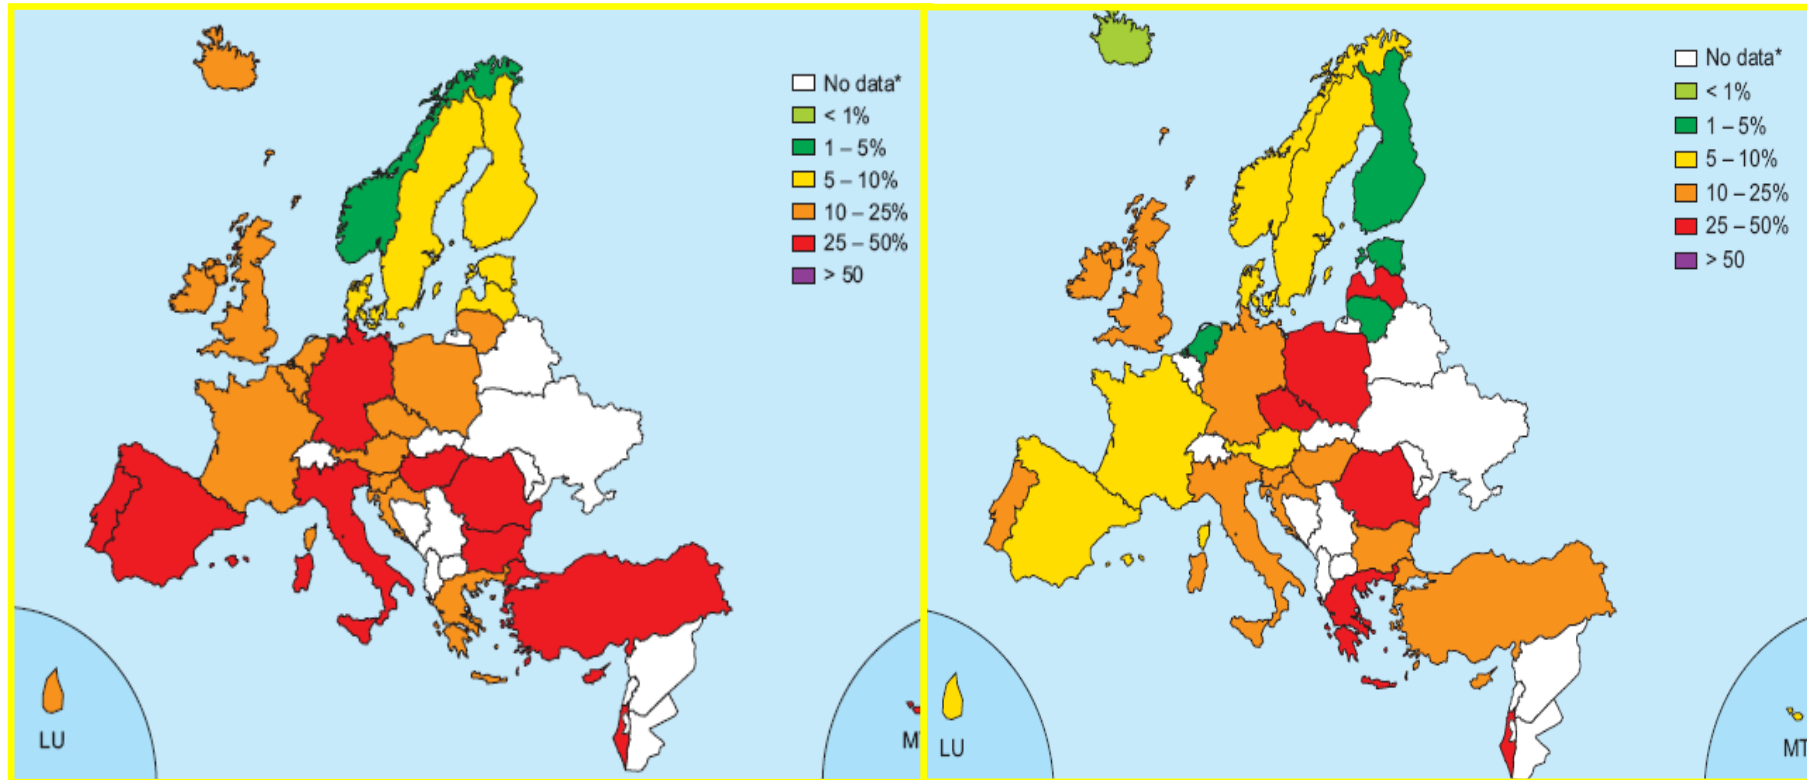 No data*
< 1%
1 – 5%
5 – 10%
10 – 25%
25 – 50%
> 50
LU
M
No data*
< 1%
1 – 5%
5 – 10%
10 – 25%
25 – 50%
> 50
LU
MT